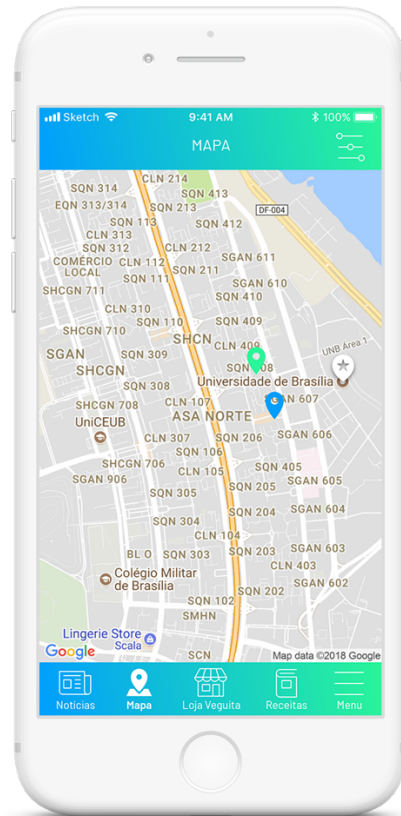 Sketch
9:41 AM
100%
MAPA
CLN 214
SQN 314
SQN 413
EQN 313/314
SQN 213
DF-004
SQN 113
SQN 412
CLN 313
SQN 312
CLN 212
COMÉRCIO
LOCAL
CLN 112
SGAN 611
SQN 211
SQN 111
SHCGN 711
SGAN 610
SQN 410
CLN 310
SQN 110
SQN 409
SHCGN 710
SHCN
CLN 409
UNB Área 1
SGAN
SQN 309
SHCGN
Universidade de Brasília
SQN 308
SGAN 607
SHCGN 708
CLN 107
ASA NORTE
UniCEUB
CLN 307
SQN 206
SGAN 606
SQN 106
SHCGN 706
CLN 105
SQN 405
SGAN 906
SQN 205
SGAN 605
SQN 305
SQN 204
SGAN 604
SQN 304
CLN 104
BL O
SQN 303
SQN 203
SGAN 603
CLN 403
Colégio Militar
de Brasília
SGAN 602
SQN 202
SQN 102
SMHN
Lingerie Store
Scala
SCN
Google
Map data ©2018 Google
Notícias
Mapa
Loja Veguita
Receitas
Menu